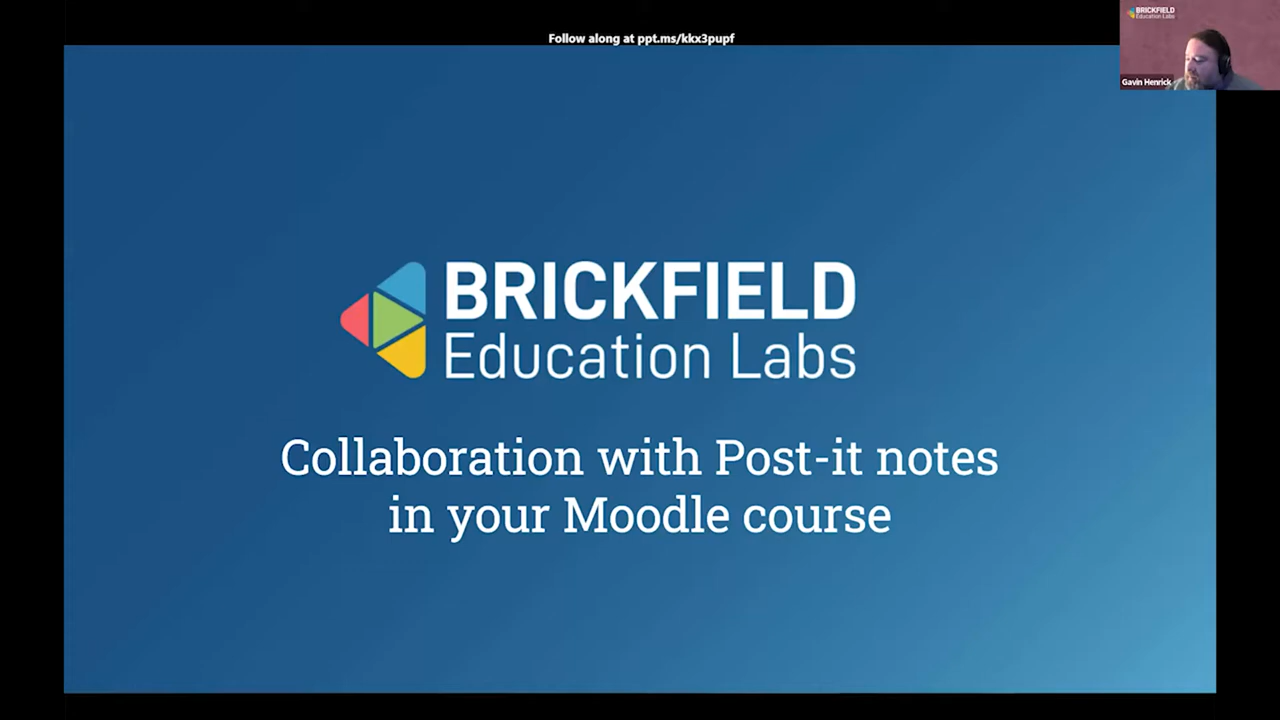 Follow along at ppt.ms/kkx3pupf
BRICKFIELD
Education Labs
Gavin Henrick
BRICKFIELD
Education Labs
Collaboration with Post-it notes
in your Moodle course